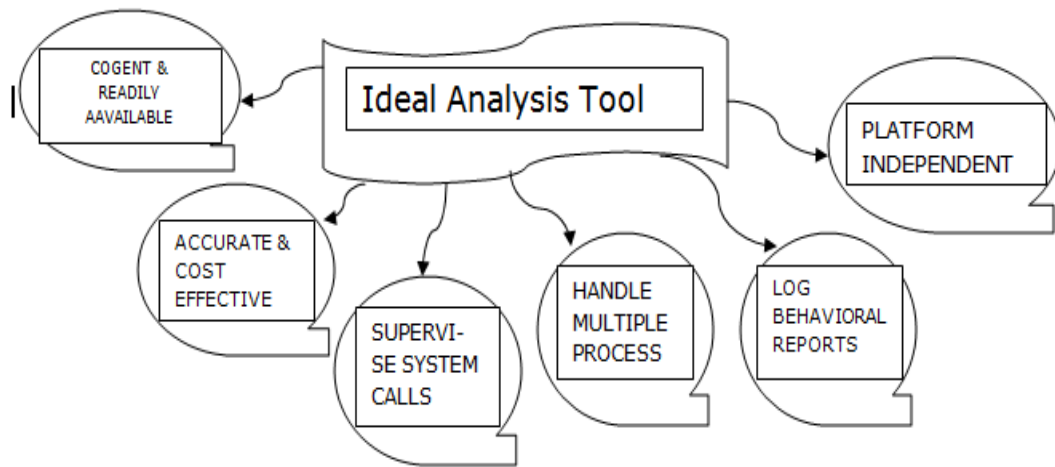 Ideal Analysis Tool
COGENT &
READILY
AAVAILABLE
PLATFORM
INDEPENDENT
ACCURATE &
COST
EFFECTIVE
SUPERVI-
SE SYSTEM
CALLS
HANDLE
MULTIPLE
PROCESS
LOG
BEHAVIORAL
REPORTS